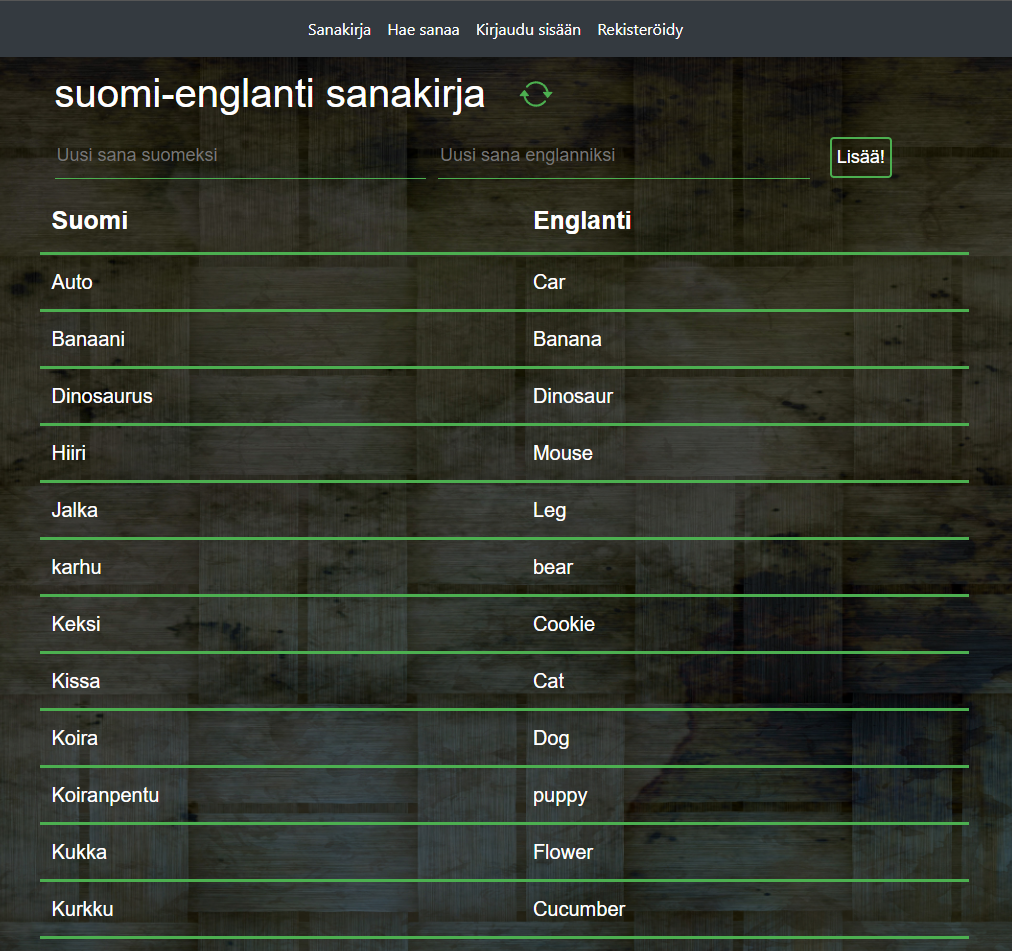 Sanakirja Hae sanaa Kirjaudu sisään Rekisteröidy
suomi-englanti sanakirja
Uusi sana suomeksi Uusi sana englanniksi Lisää!
Suomi Englanti
Auto Car
Banaani Banana
Dinosaurus Dinosaur
Hiiri Mouse
Jalka Leg
karhu bear
Keksi Cookie
Kissa Cat
Koira Dog
Koiranpentu puppy
Kukka Flower
Kurkku Cucumber